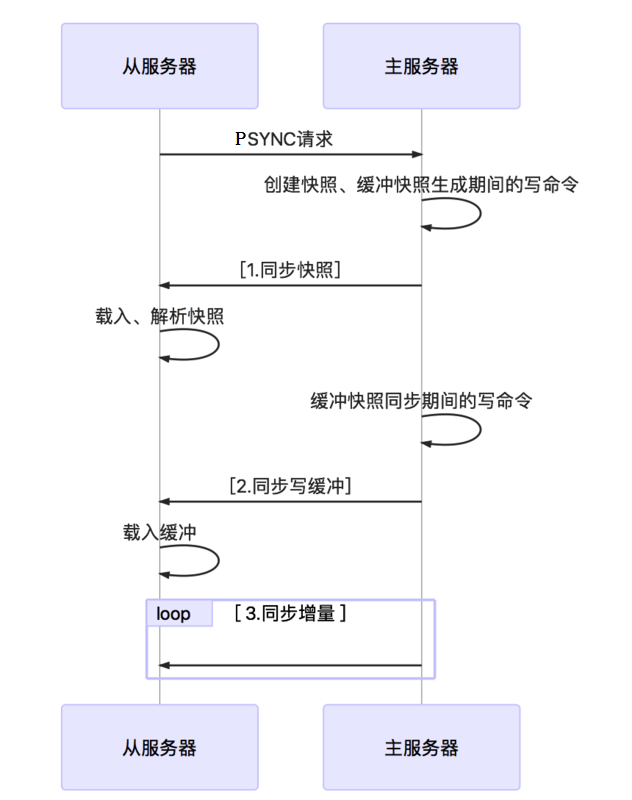 从服务器
主服务器
PSYNC请求
创建快照、缓冲快照生成期间的写命令
[1.同步快照]
载入、解析快照
缓冲快照同步期间的写命令
[2.同步写缓冲]
载入缓冲
loop
[ 3.同步增量 ]
从服务器
主服务器